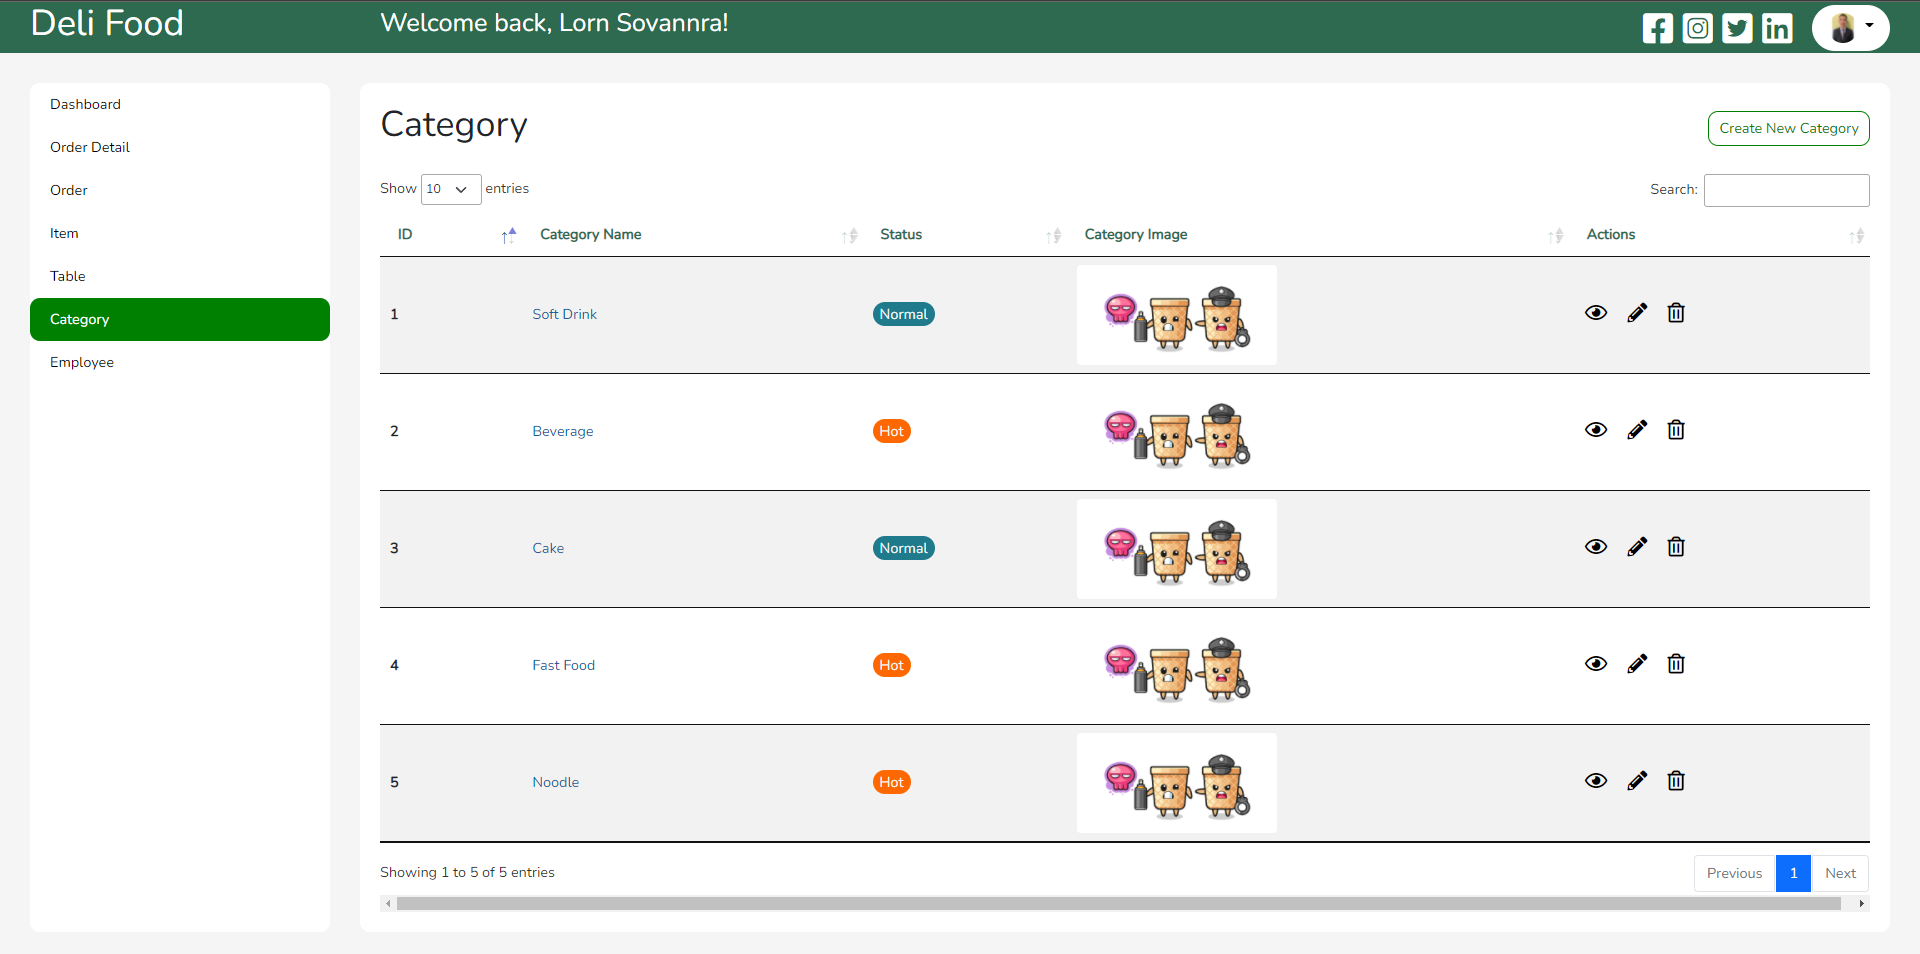 Deli Food
Welcome back, Lorn Sovannra!
Dashboard
Order Detail
Order
Item
Table
Category
Employee
Category
Create New Category
Show 10 entries
Search:
ID Category Name Status Category Image Actions
1 Soft Drink Normal
2 Beverage Hot
3 Cake Normal
4 Fast Food Hot
5 Noodle Hot
Showing 1 to 5 of 5 entries
Previous 1 Next